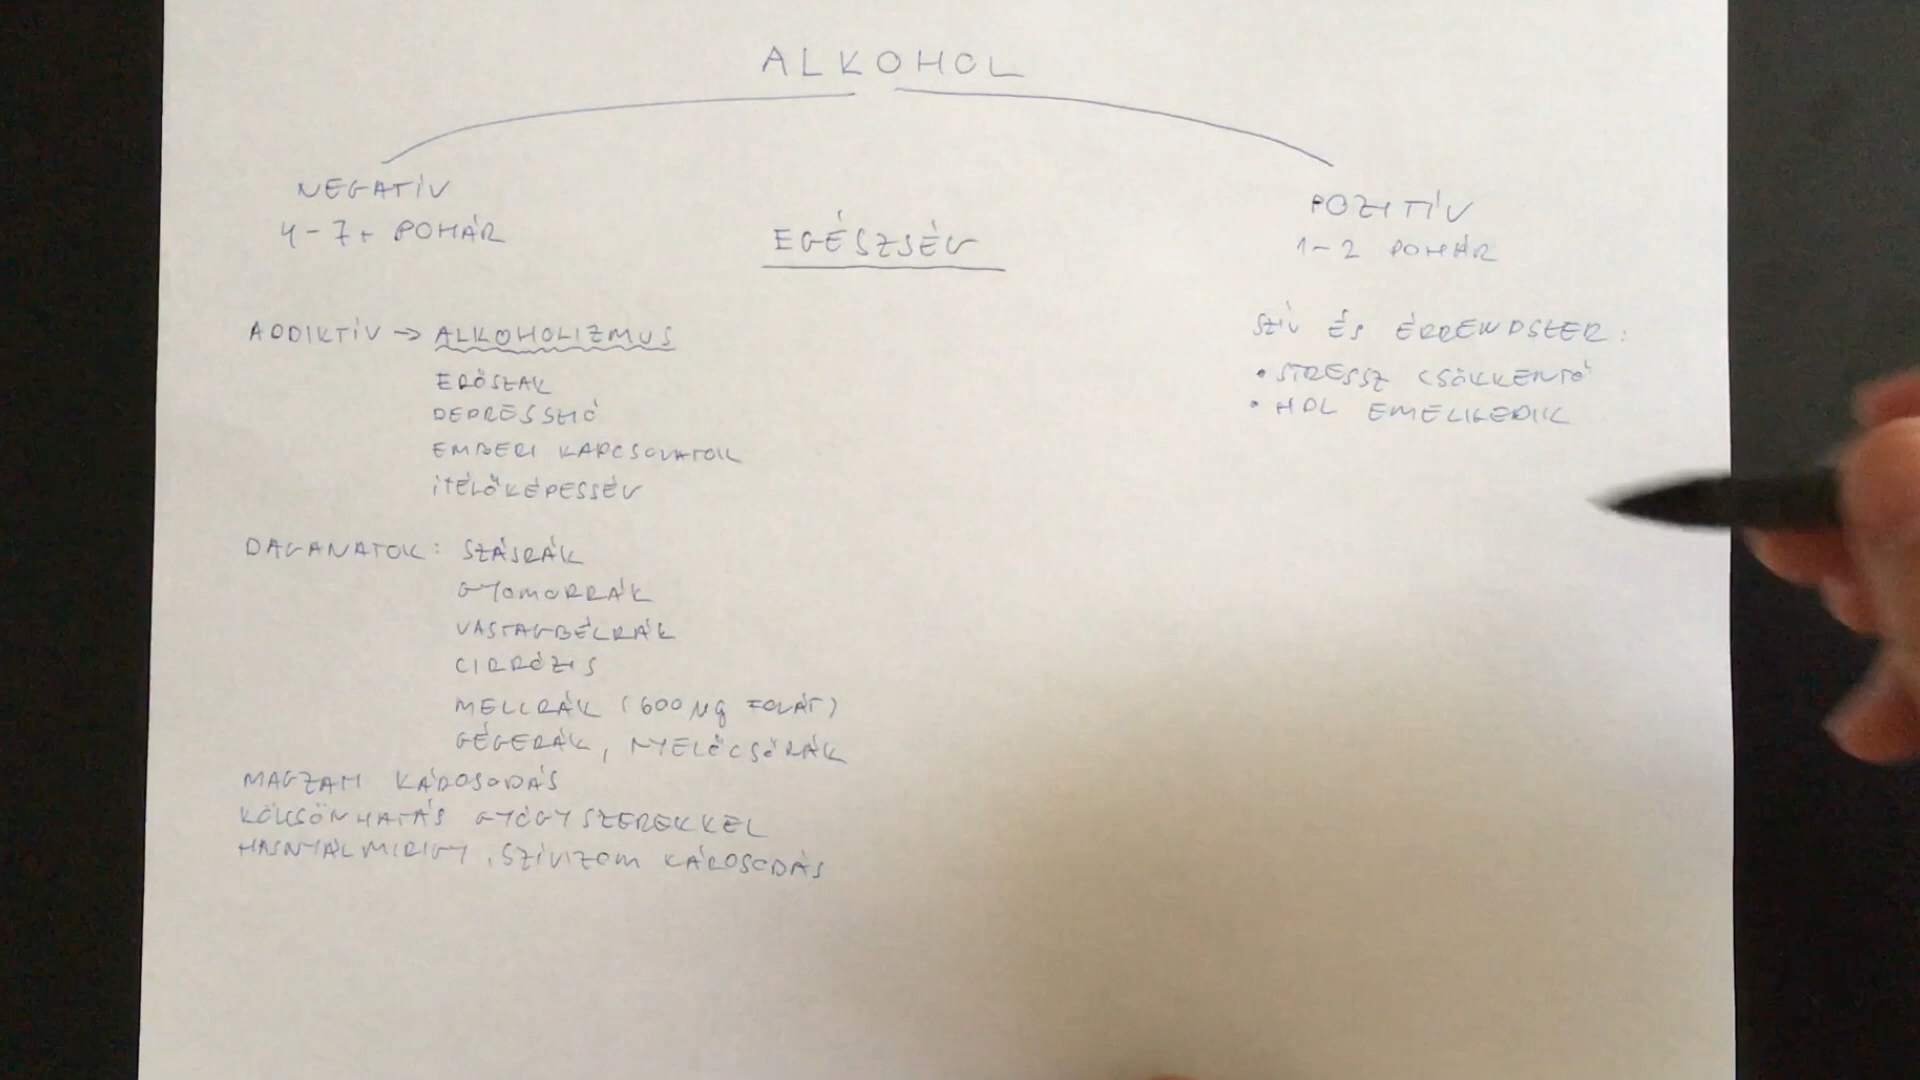 ALKOHOL
NEGATÍV
4-7+ POHÁR
EGÉSZSÉG
POZITÍV
1-2 POHÁR
ADDIKTÍV → ALKOHOLIZMUS
ERŐSZAK
DEPRESSZIÓ
EMBERI KAPCSOLATOK
ÍTÉLŐKÉPESSÉG
DAGANATOK: SZÁJRÁK
GYOMORRÁK
VASTAGBÉLRÁK
CIRRÓZIS
MELLRÁK (600 µg FOLÁT)
GÉGERÁK, NYELŐCSŐRÁK
MAGZATI KÁROSODÁS
KÖLCSÖNHATÁS GYÓGYSZEREKKEL
HASNYÁLMIRIGY, SZÍVIZOM KÁROSODÁS
SZÍV ÉS ÉRRENDSZER:
• STRESSZ CSÖKKENTŐ
• HDL EMELKEDIK